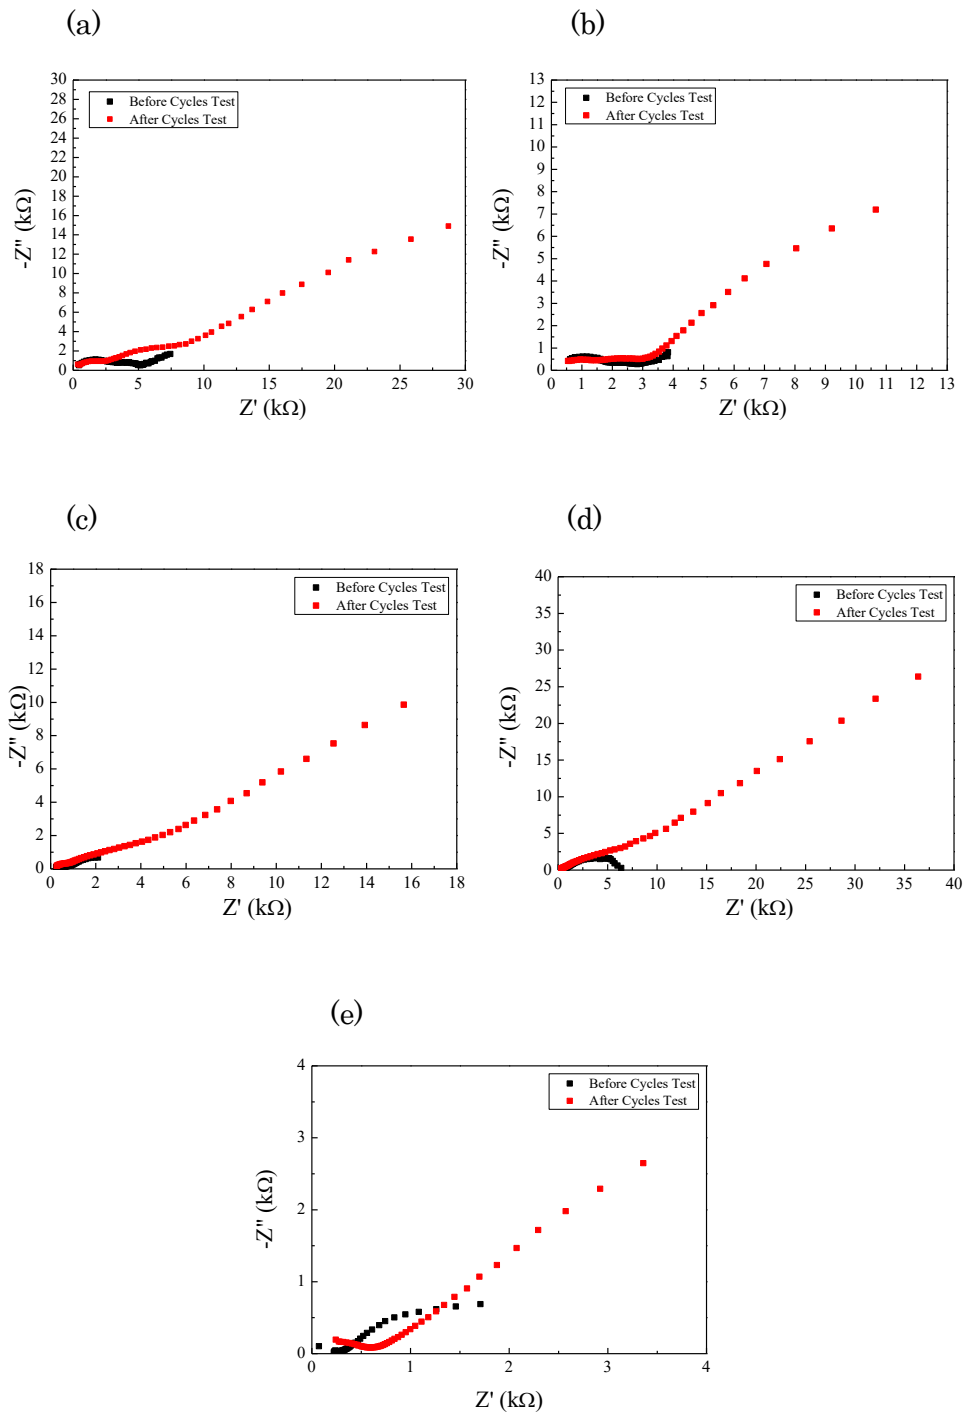 (a)
30
28
26
24
22
20
18
16
14
12
10
8
6
4
2
0
-Z" (kΩ)
Before Cycles Test
After Cycles Test
0 5 10 15 20 25 30
Z' (kΩ)
(b)
13
12
11
10
9
8
7
6
5
4
3
2
1
0
-Z" (kΩ)
Before Cycles Test
After Cycles Test
0 1 2 3 4 5 6 7 8 9 10 11 12 13
Z' (kΩ)
(c)
18
16
14
12
10
8
6
4
2
0
-Z" (kΩ)
Before Cycles Test
After Cycles Test
0 2 4 6 8 10 12 14 16 18
Z' (kΩ)
(d)
40
35
30
25
20
15
10
5
0
-Z" (kΩ)
Before Cycles Test
After Cycles Test
0 5 10 15 20 25 30 35 40
Z' (kΩ)
(e)
4
3
2
1
0
-Z" (kΩ)
Before Cycles Test
After Cycles Test
0 1 2 3 4
Z' (kΩ)